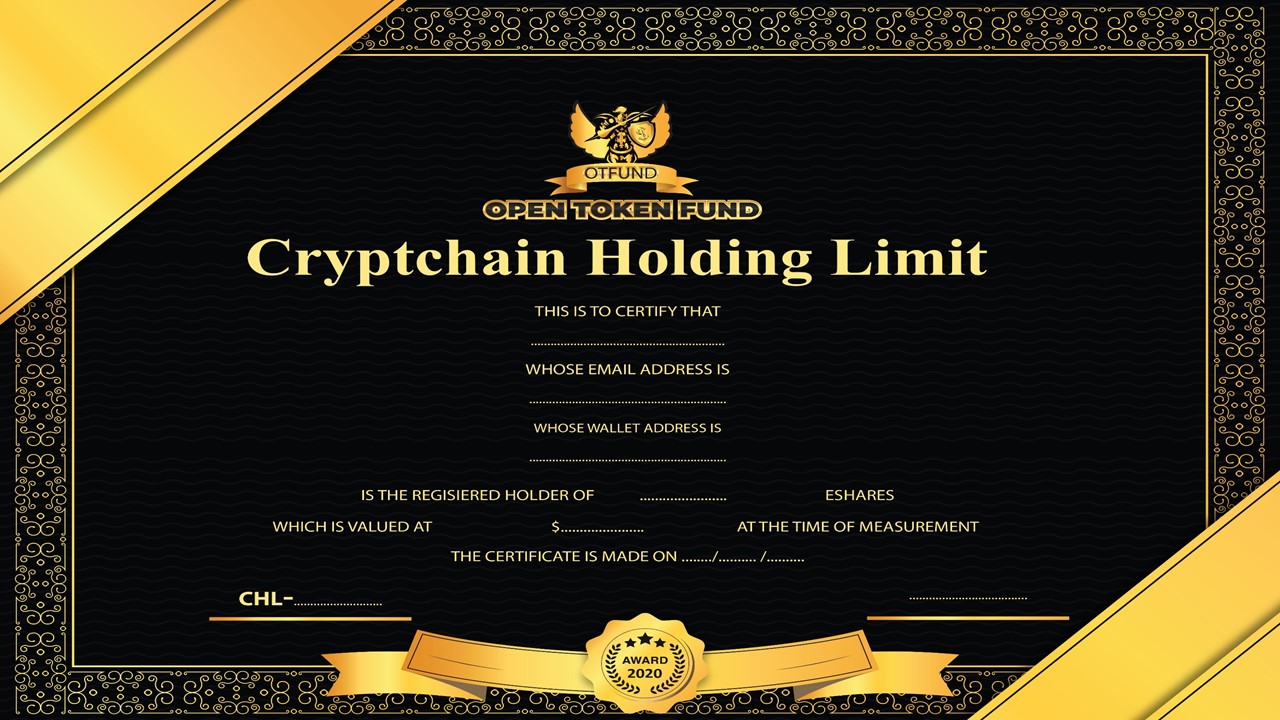 OTFUND
OPEN TOKEN FUND
Cryptchain Holding Limit
THIS IS TO CERTIFY THAT
............................................................
WHOSE EMAIL ADDRESS IS
............................................................
WHOSE WALLET ADDRESS IS
............................................................
IS THE REGISIERED HOLDER OF ........................... ESHARES
WHICH IS VALUED AT $.......................... AT THE TIME OF MEASUREMENT
THE CERTIFICATE IS MADE ON ......../.......... /..........
CHL-........................... ....................................
AWARD
2020